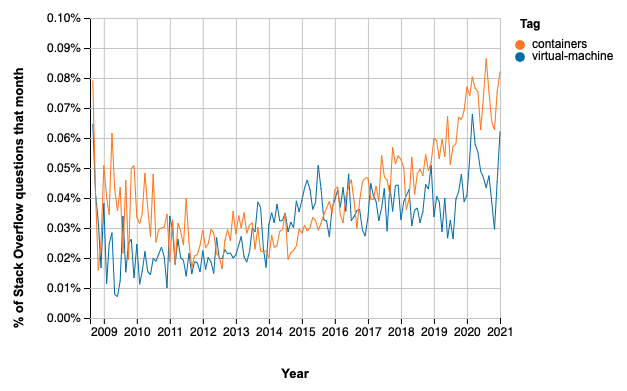 Tag
containers
virtual-machine
% of Stack Overflow questions that month
0.10%
0.09%
0.08%
0.07%
0.06%
0.05%
0.04%
0.03%
0.02%
0.01%
0.00%
2009 2010 2011 2012 2013 2014 2015 2016 2017 2018 2019 2020 2021
Year